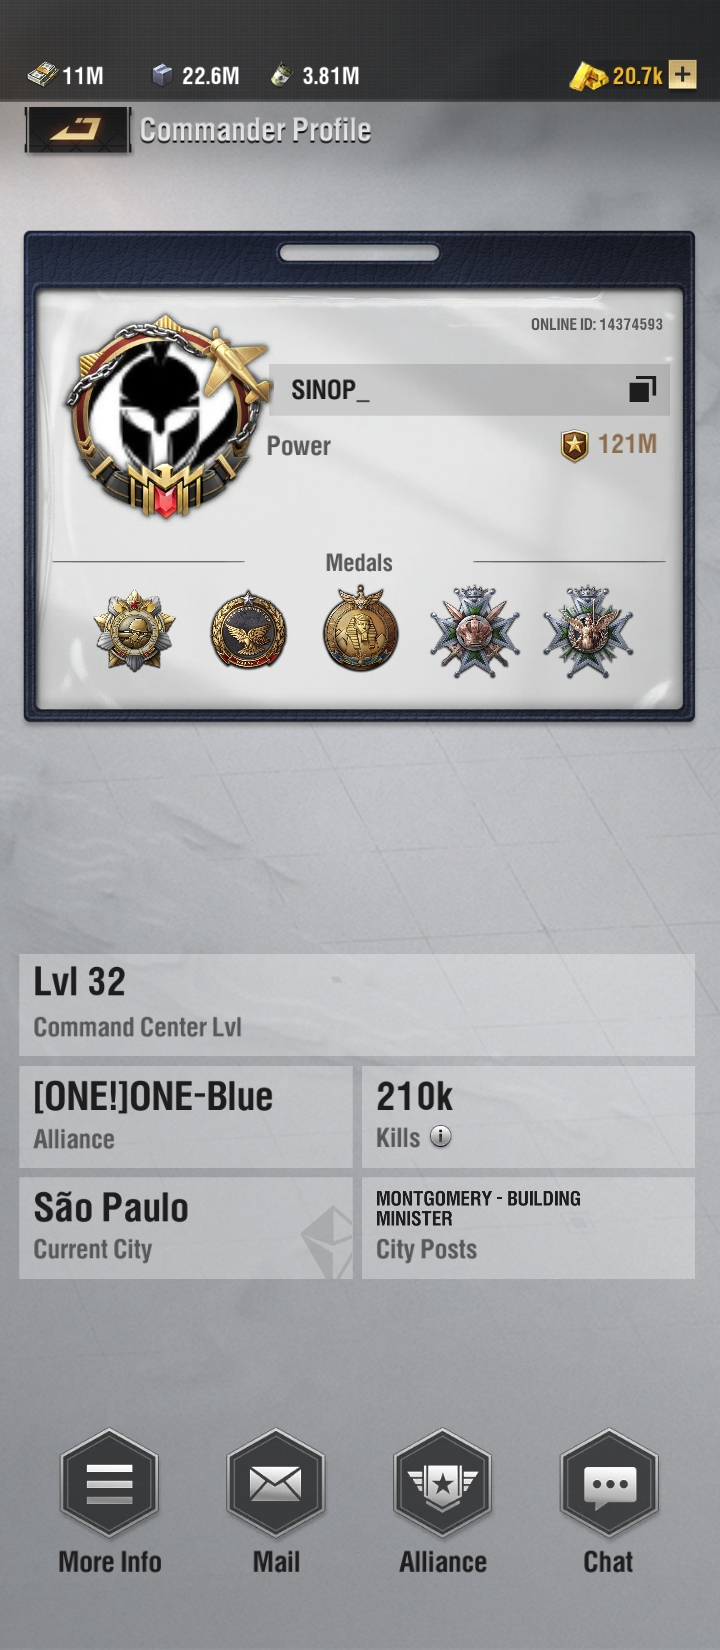 11M 22.6M 3.81M 20.7k
Commander Profile
ONLINE ID: 14374593
SINOP_
Power 121M
Medals
Lvl 32
Command Center Lvl
[ONE!]ONE-Blue
Alliance
210k
Kills
São Paulo
Current City
MONTGOMERY - BUILDING
MINISTER
City Posts
More Info Mail Alliance Chat